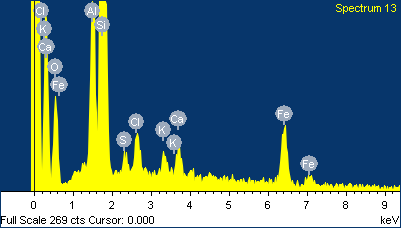 Spectrum 13
Cl Al
K Si
Ca
O
Fe
S Cl K K Ca Fe Fe
0 1 2 3 4 5 6 7 8 9
Full Scale 269 cts Cursor: 0.000 keV